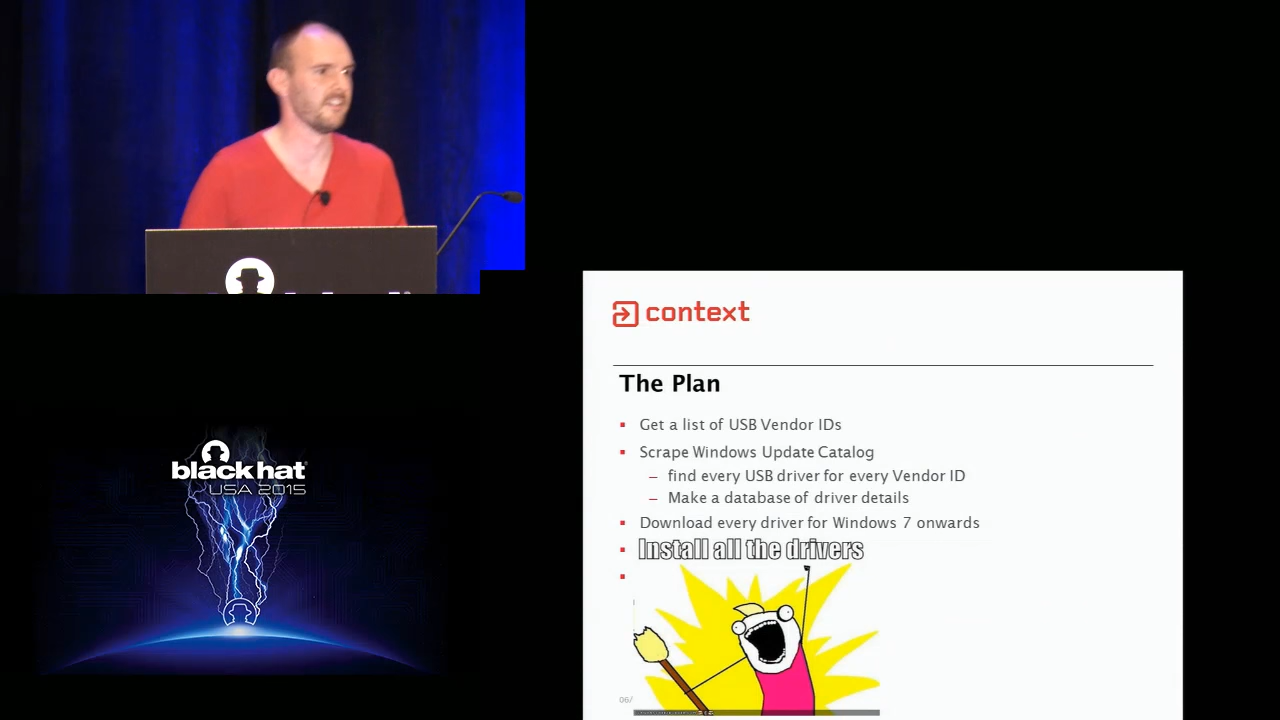 black hat
USA 2015
context
The Plan
Get a list of USB Vendor IDs
Scrape Windows Update Catalog
– find every USB driver for every Vendor ID
– Make a database of driver details
Download every driver for Windows 7 onwards
Install all the drivers
06/